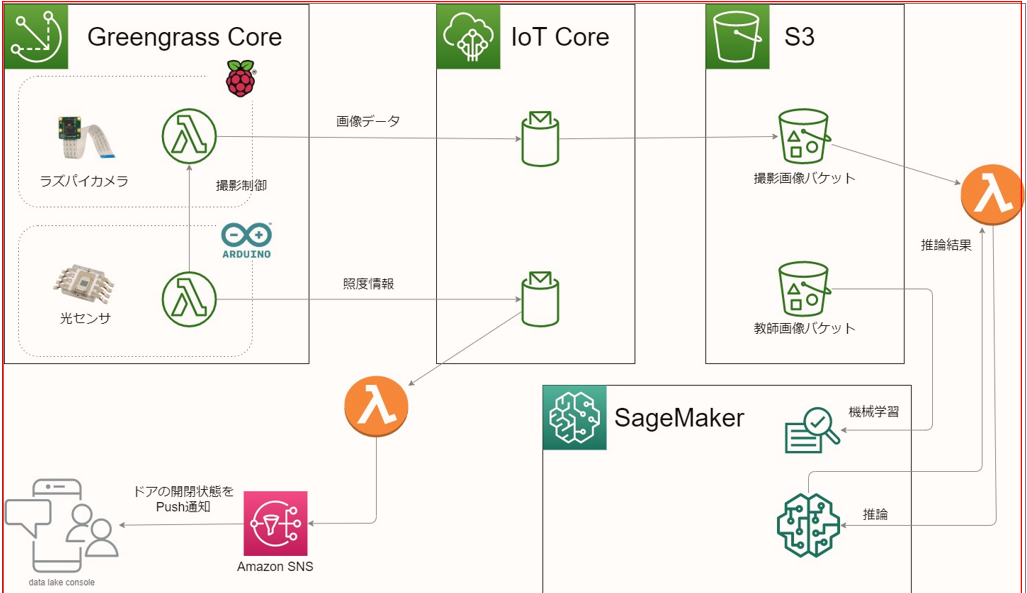 Greengrass Core
IoT Core
S3
画像データ
ラズパイカメラ
撮影制御
撮影画像バケット
ARDUINO
推論結果
照度情報
光センサ
教師画像バケット
SageMaker
機械学習
ドアの開閉状態を
Push通知
推論
Amazon SNS
data lake console